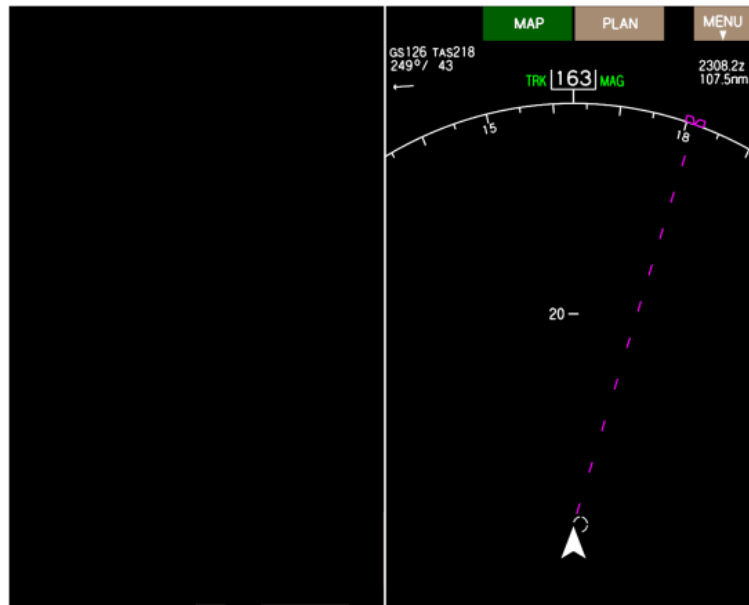 MAP PLAN MENU
GS126 TAS218
249°/ 43
2308.2z
107.5nm
TRK 163 MAG
15
18
20